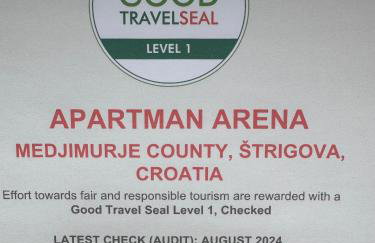 GOOD
TRAVELSEAL
LEVEL 1
APARTMAN ARENA
MEDJIMURJE COUNTY, ŠTRIGOVA,
CROATIA
Effort towards fair and responsible tourism are rewarded with a
Good Travel Seal Level 1, Checked
LATEST CHECK (AUDIT): AUGUST 2024